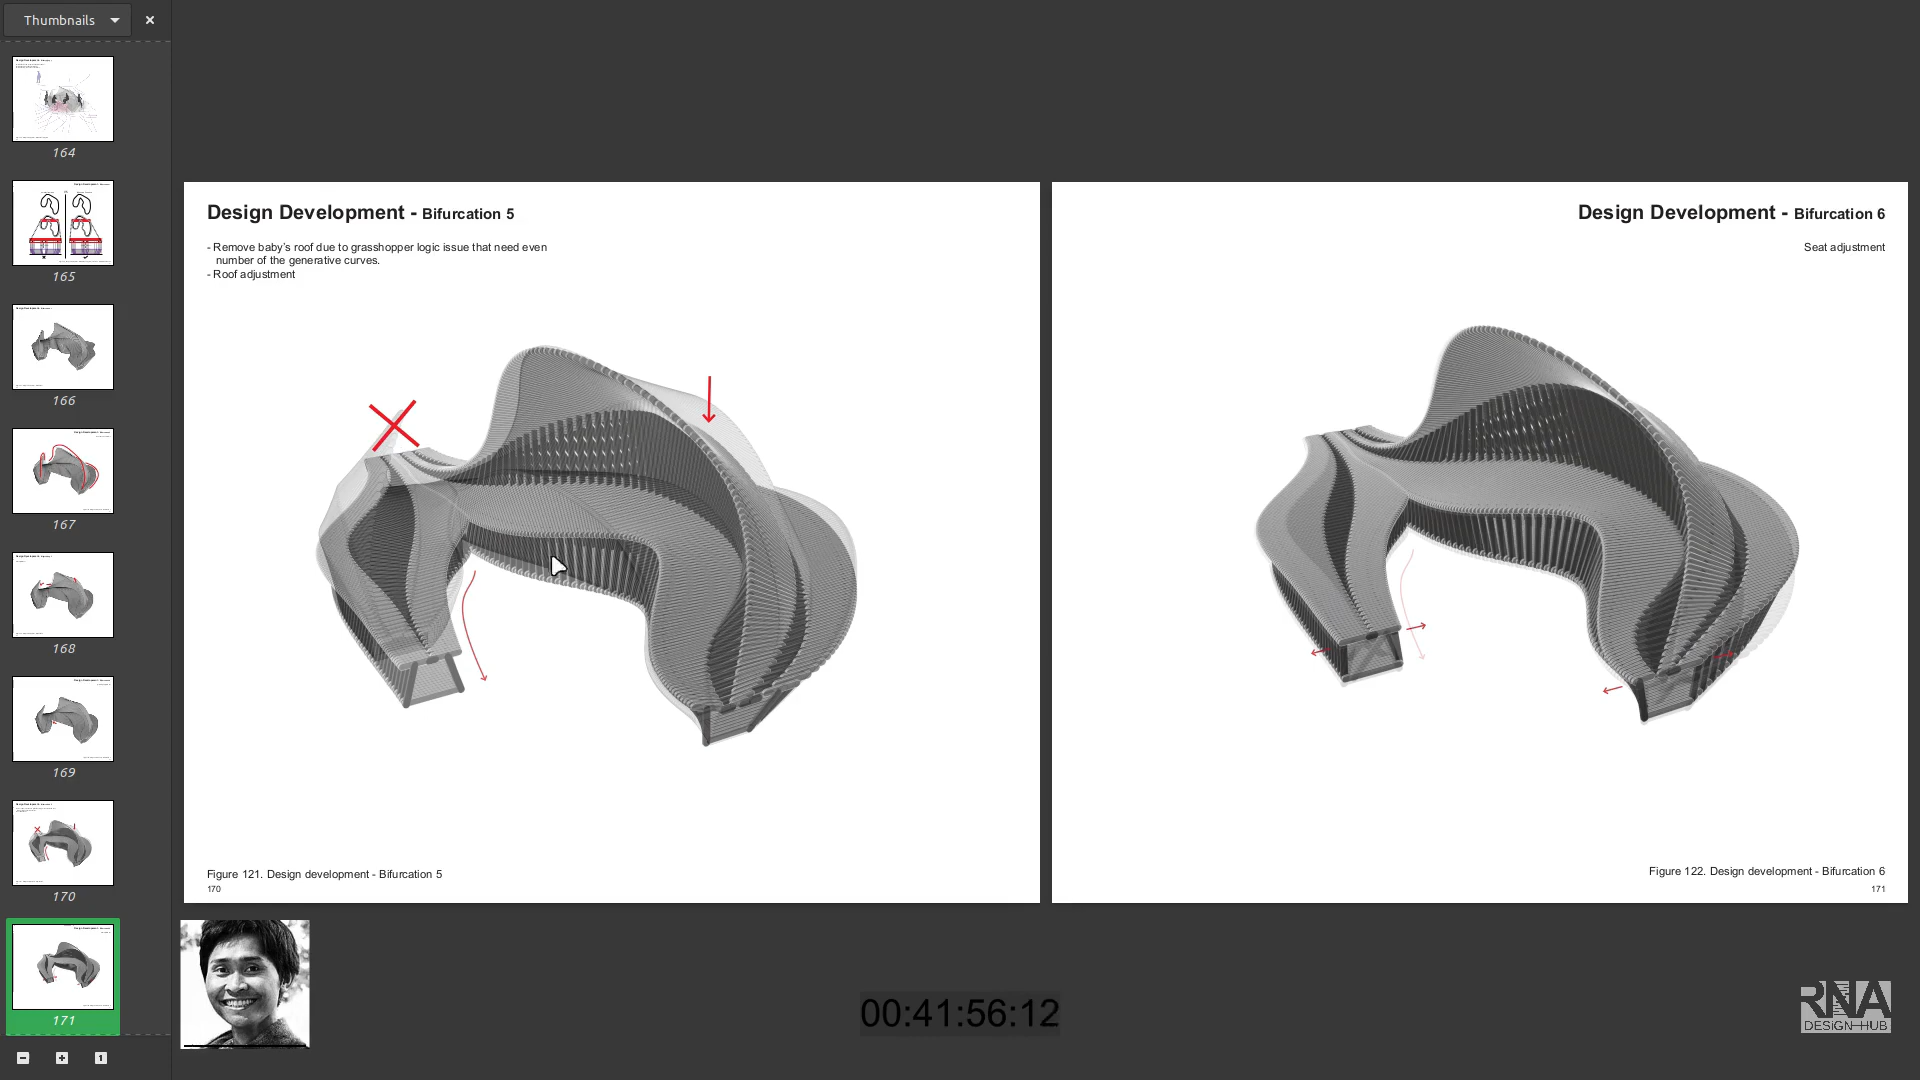 Thumbnails
164
165
166
167
168
169
170
171
Design Development - Bifurcation 5
- Remove baby's roof due to grasshopper logic issue that need even
number of the generative curves.
- Roof adjustment
Figure 121. Design development - Bifurcation 5
170
Design Development - Bifurcation 6
Seat adjustment
Figure 122. Design development - Bifurcation 6
171
00:41:56:12
RNA
DESiGN-HUB